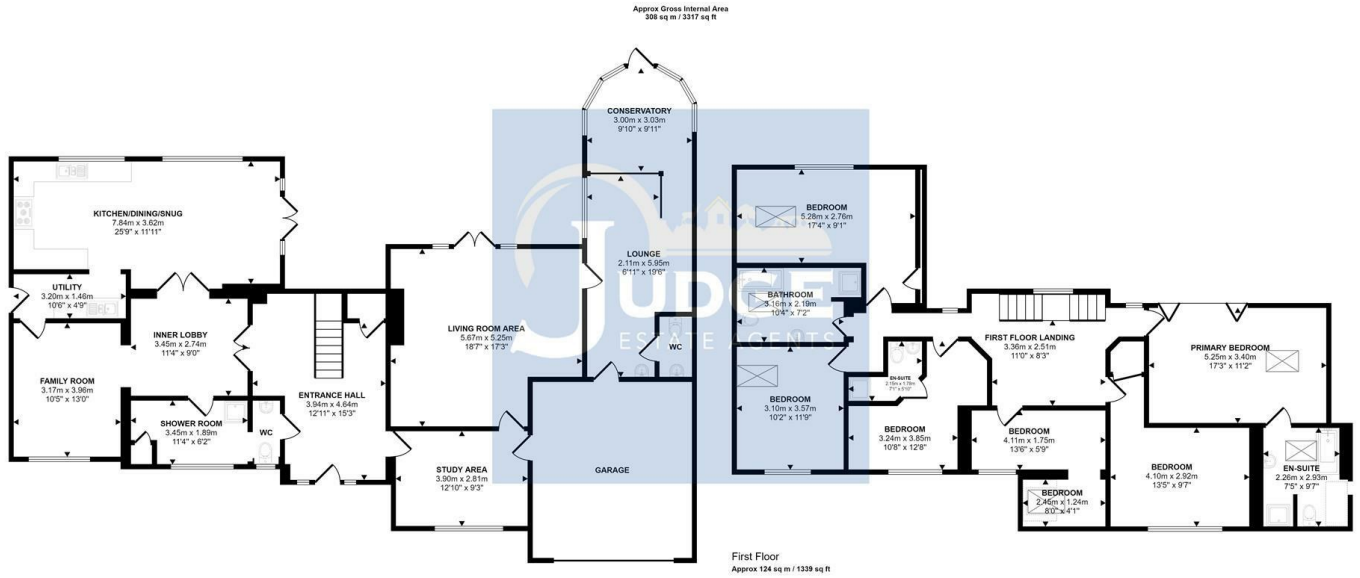 Approx Gross Internal Area
308 sq m / 3317 sq ft
CONSERVATORY
3.00m x 3.03m
9'10" x 9'11"
KITCHEN/DINING/SNUG
7.84m x 3.62m
25'9" x 11'11"
UTILITY
3.20m x 1.46m
10'6" x 4'9"
INNER LOBBY
3.45m x 2.74m
11'4" x 9'0"
FAMILY ROOM
3.17m x 3.96m
10'5" x 13'0"
SHOWER ROOM
3.45m x 1.89m
11'4" x 6'2"
WC
ENTRANCE HALL
3.94m x 4.64m
12'11" x 15'3"
LIVING ROOM AREA
5.67m x 5.25m
18'7" x 17'3"
LOUNGE
2.11m x 5.95m
6'11" x 19'6"
WC
STUDY AREA
3.90m x 2.81m
12'10" x 9'3"
GARAGE
JUDGE
ESTATE AGENTS
BEDROOM
5.28m x 2.76m
17'4" x 9'1"
BATHROOM
3.16m x 2.19m
10'4" x 7'2"
BEDROOM
3.10m x 3.57m
10'2" x 11'9"
EN-SUITE
BEDROOM
3.24m x 3.85m
10'8" x 12'8"
FIRST FLOOR LANDING
3.36m x 2.51m
11'0" x 8'3"
BEDROOM
4.11m x 1.75m
13'6" x 5'9"
BEDROOM
2.45m x 1.24m
8'0" x 4'1"
PRIMARY BEDROOM
5.25m x 3.40m
17'3" x 11'2"
BEDROOM
4.10m x 2.92m
13'5" x 9'7"
EN-SUITE
2.26m x 2.93m
7'5" x 9'7"
First Floor
Approx 124 sq m / 1339 sq ft